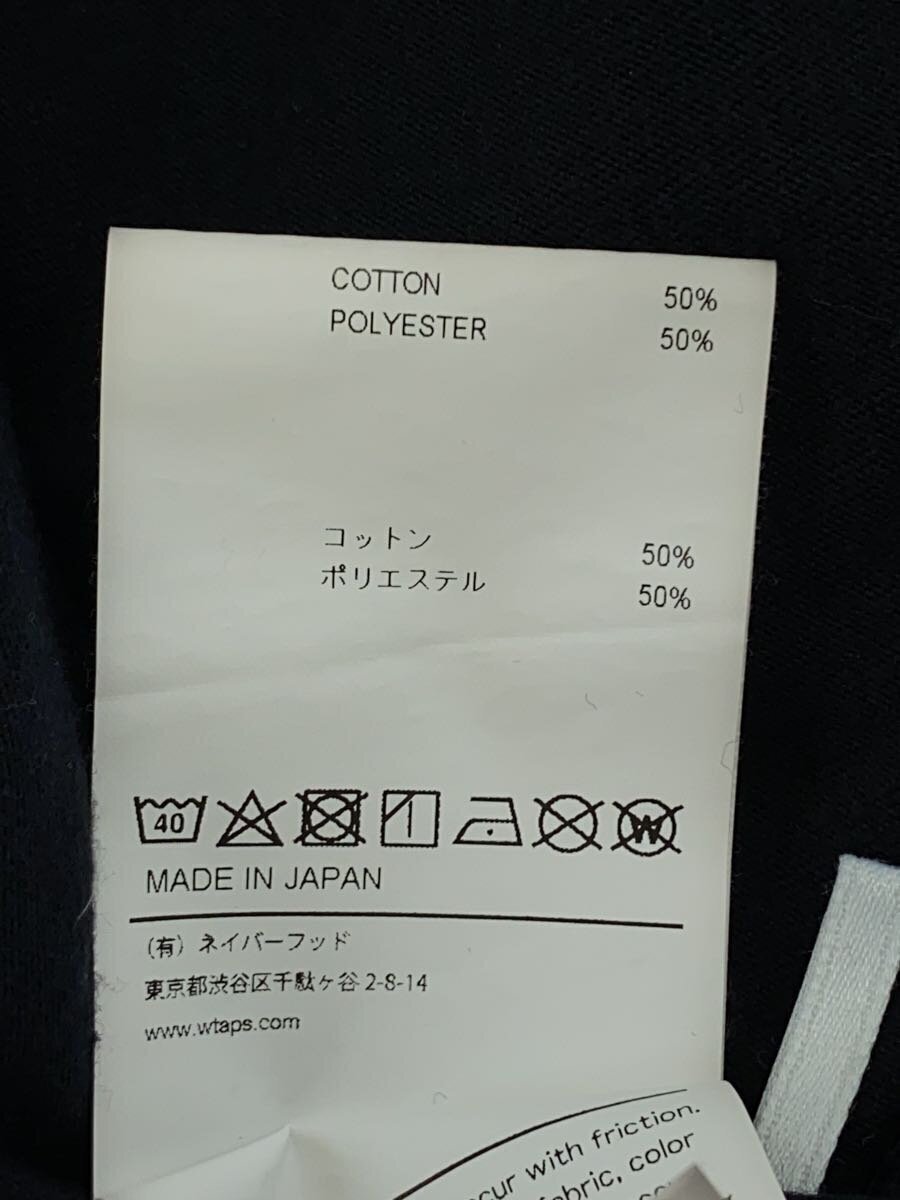 COTTON 50%
POLYESTER 50%
コットン 50%
ポリエステル 50%
40 W
MADE IN JAPAN
(有) ネイバーフッド
東京都渋谷区千駄ヶ谷 2-8-14
www.wtaps.com
with friction.
fabric, color